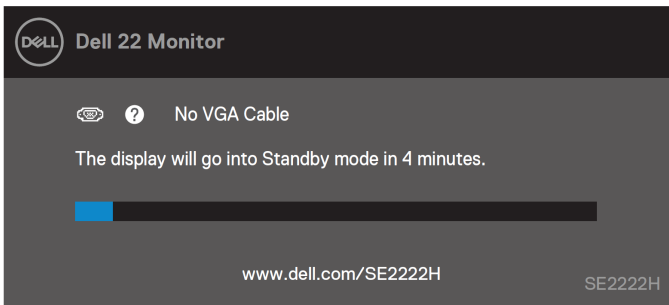 DELL Dell 22 Monitor
? No VGA Cable
The display will go into Standby mode in 4 minutes.
www.dell.com/SE2222H
SE2222H